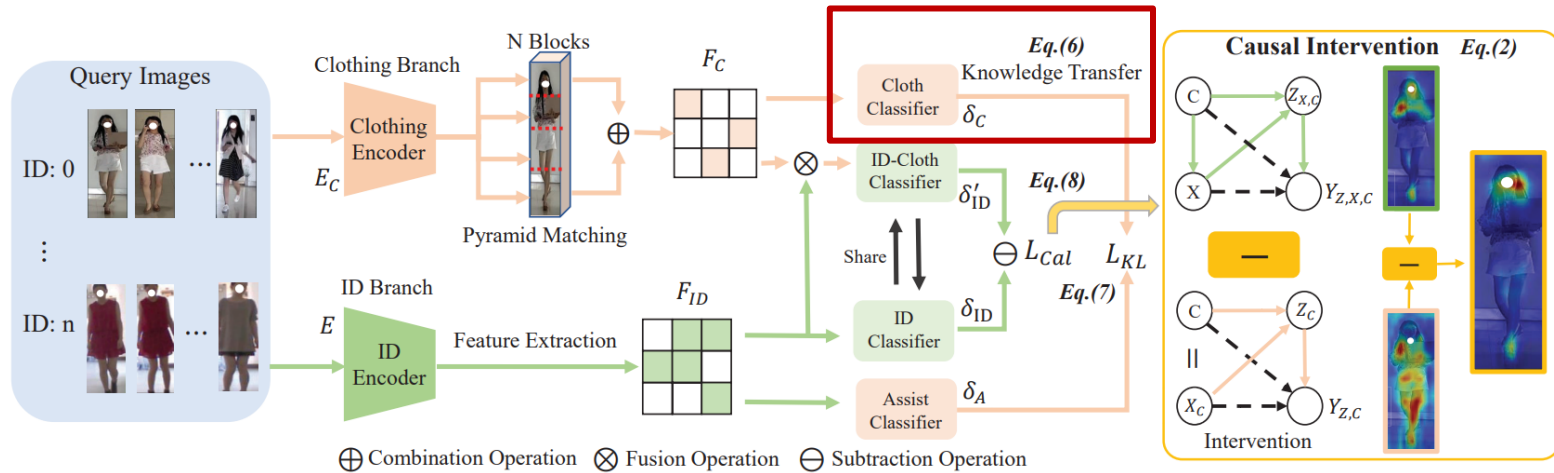 Query Images
ID: 0
...
⋮
ID: n
...
Clothing Branch
Clothing
Encoder
E_C
N Blocks
⊕
Pyramid Matching
F_C
⊗
Eq.(6)
Knowledge Transfer
Cloth
Classifier
δ_C
ID-Cloth
Classifier
δ′_ID
Share
Eq.(8)
⊖ L_Cal
L_KL
Eq.(7)
ID Branch
E
ID
Encoder
Feature Extraction
F_ID
ID
Classifier
δ_ID
Assist
Classifier
δ_A
⊕ Combination Operation ⊗ Fusion Operation ⊖ Subtraction Operation
Causal Intervention Eq.(2)
C
Z_{X,C}
X
Y_{Z,X,C}
—
—
C
Z_C
||
X_C
Y_{Z,C}
Intervention